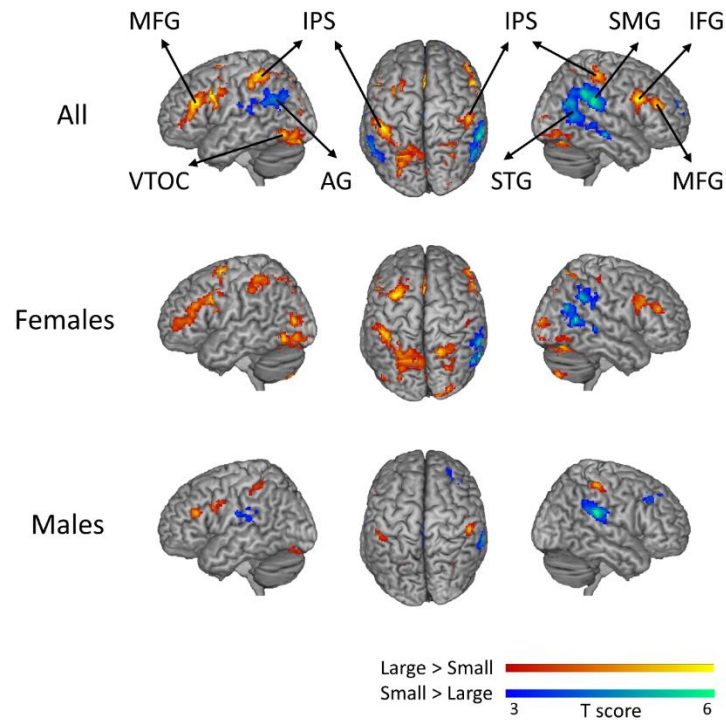 MFG IPS IPS SMG IFG
All
VTOC AG STG MFG
Females
Males
Large > Small
Small > Large
3 T score 6